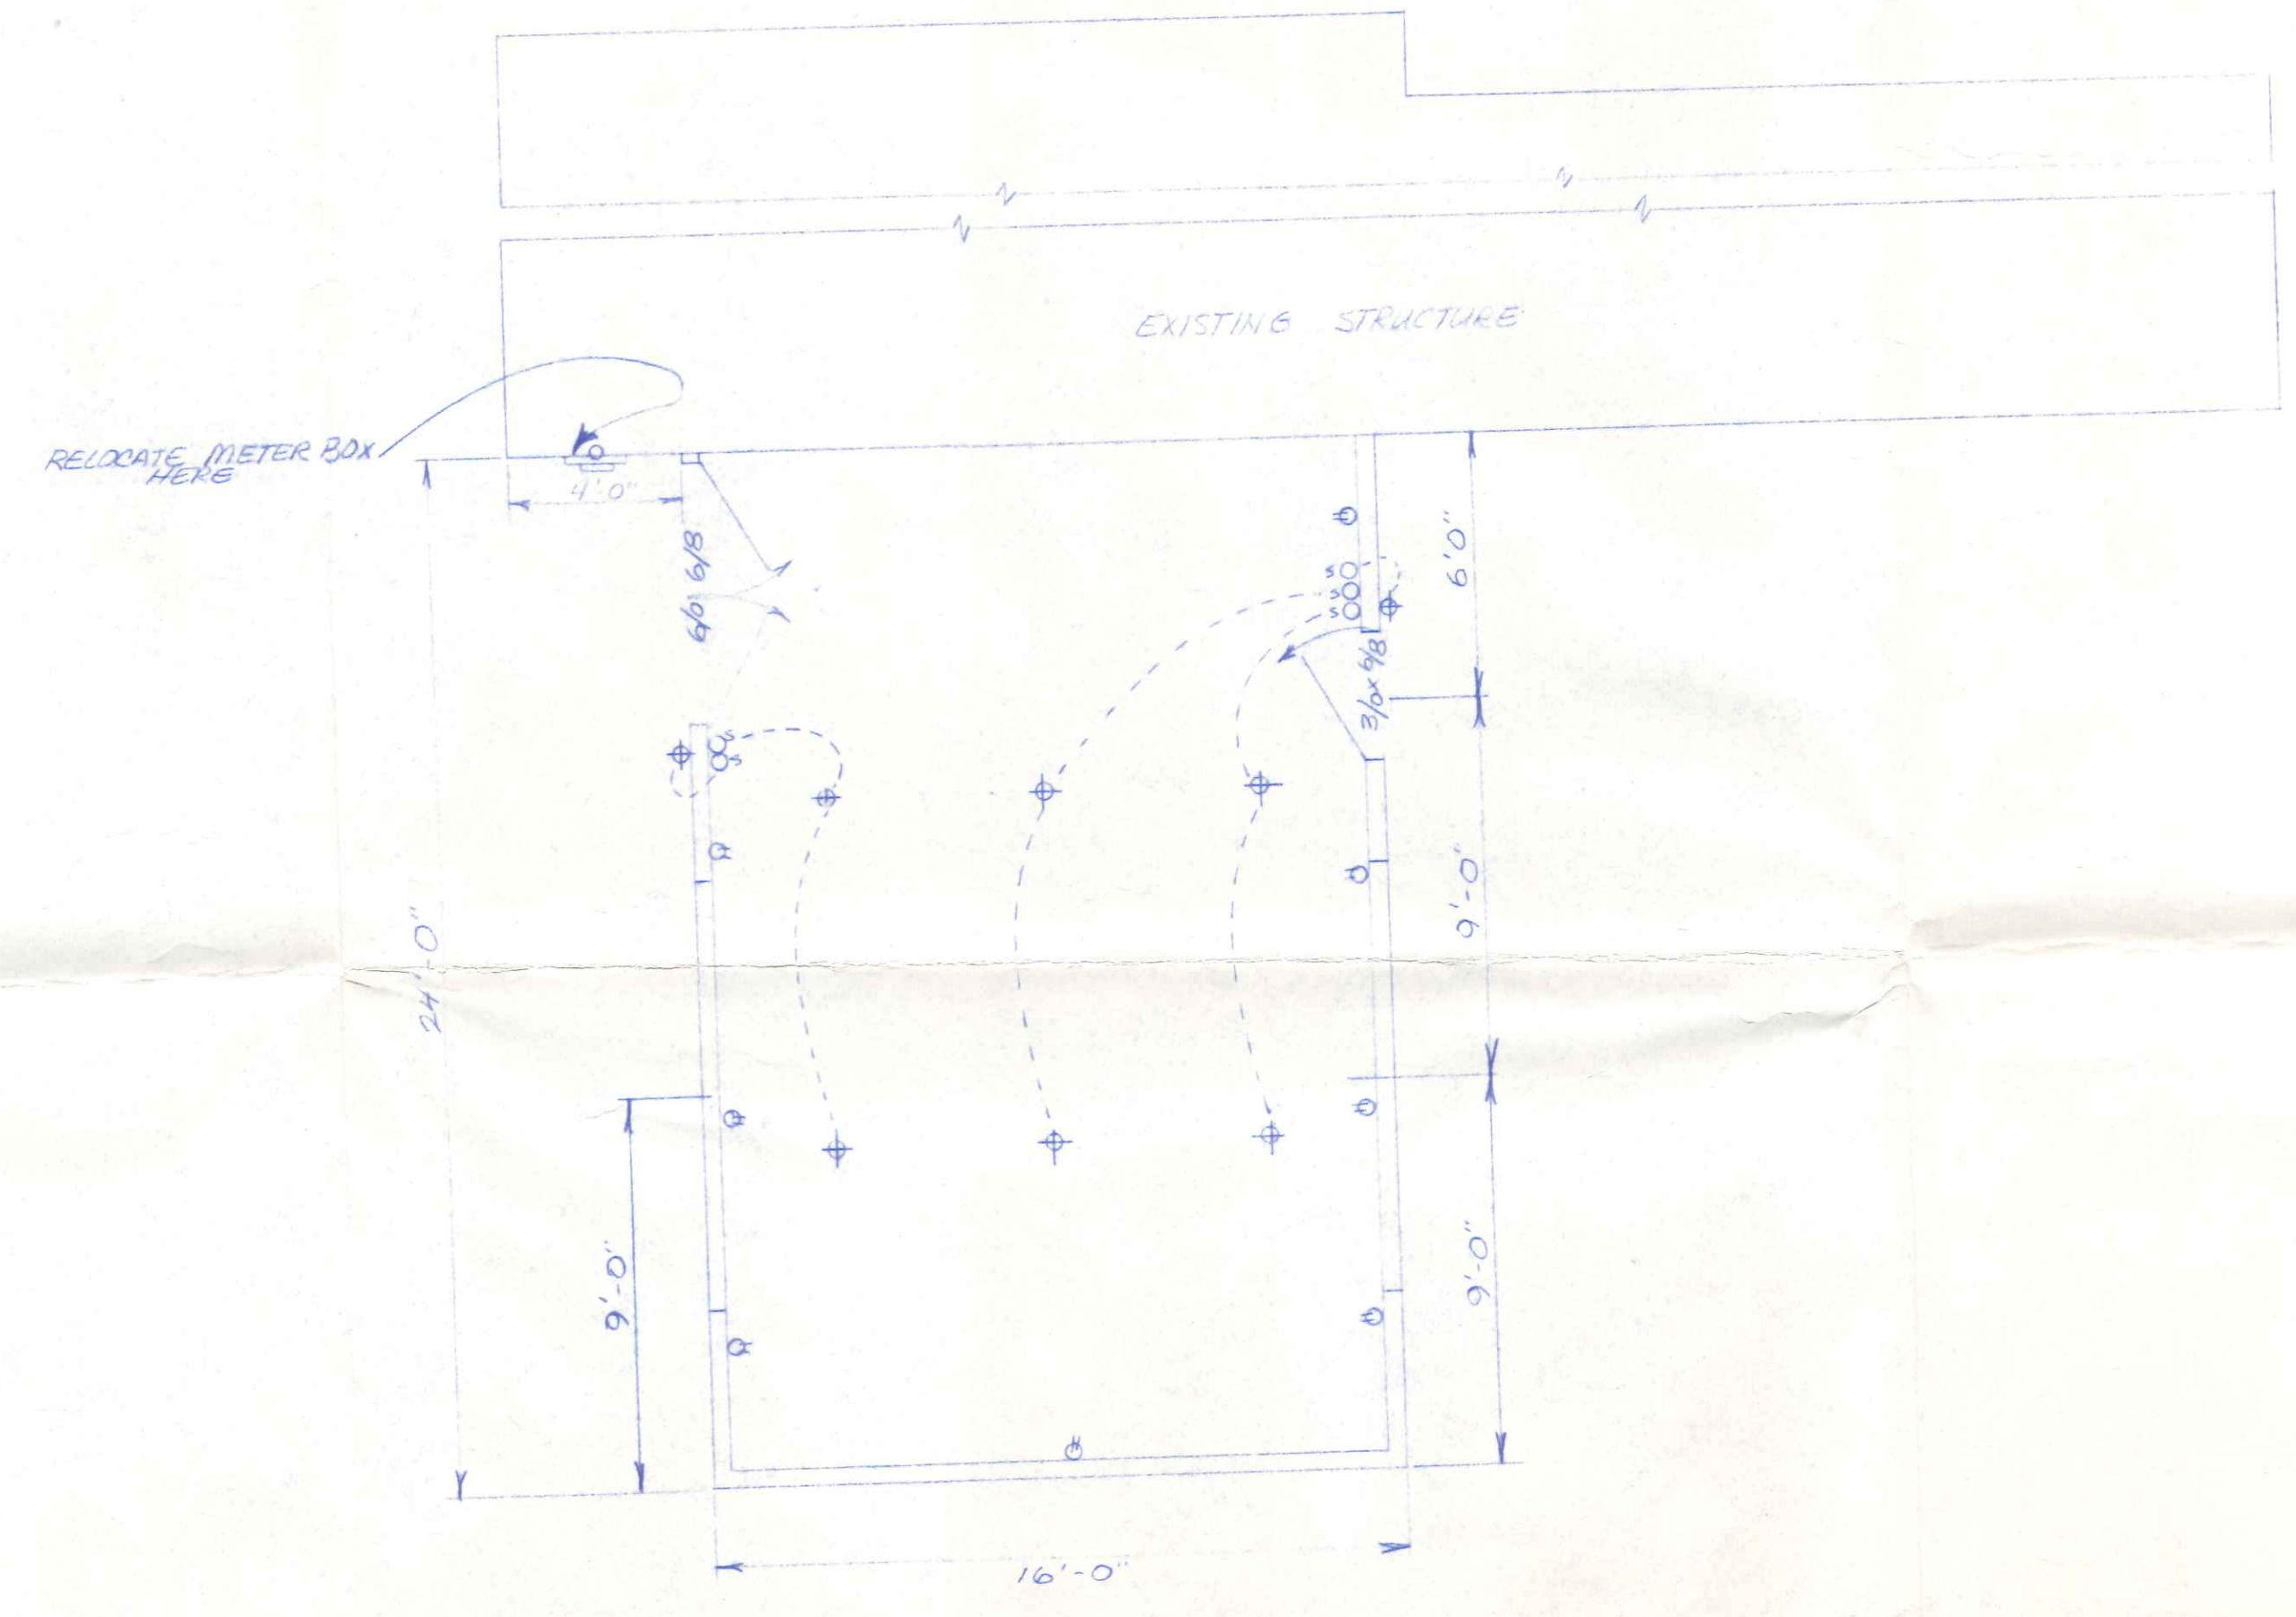 EXISTING STRUCTURE
RELOCATE METER BOX
HERE
4'-0"
6/0 6/8
6'0"
S
S
S
3/0 x 6/8
S
S
9'-0"
24'-0"
9'-0"
9'-0"
16'-0"